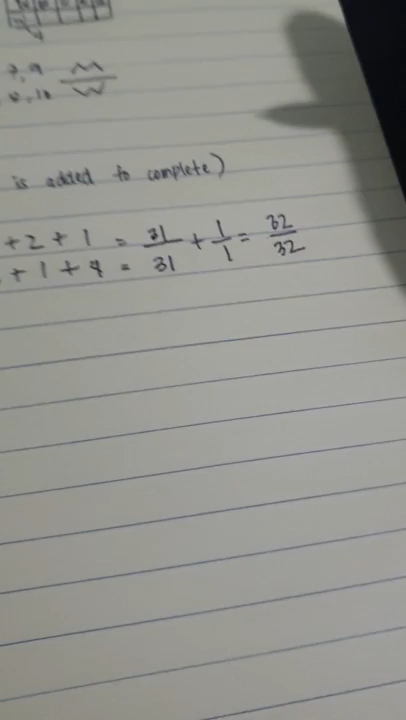 7, 9 M
8, 10 W
is added to complete)
+ 2 + 1 = 31/31 + 1/1 = 32/32
+ 1 + 4 =